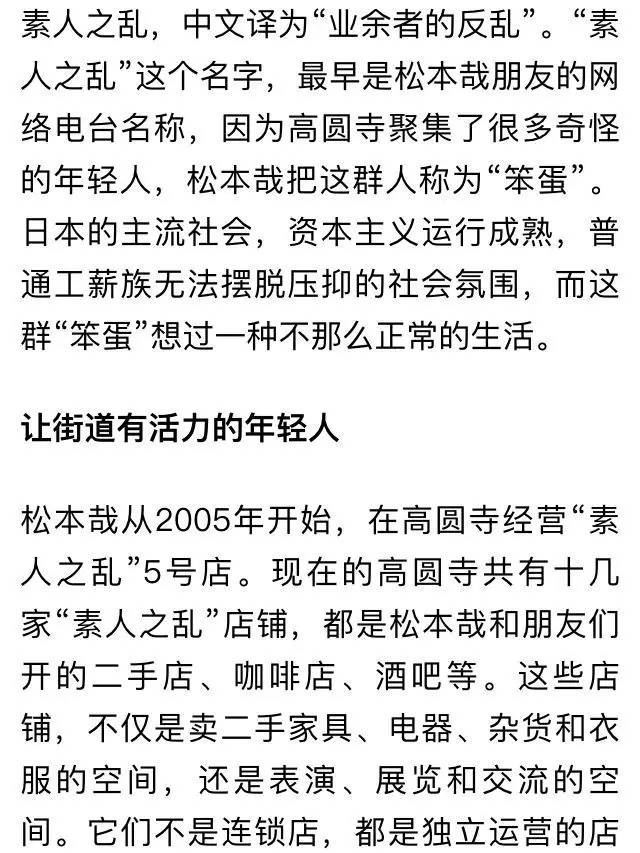 素人之乱，中文译为“业余者的反乱”。“素
人之乱”这个名字，最早是松本哉朋友的网
络电台名称，因为高圆寺聚集了很多奇怪
的年轻人，松本哉把这群人称为“笨蛋”。
日本的主流社会，资本主义运行成熟，普
通工薪族无法摆脱压抑的社会氛围，而这
群“笨蛋”想过一种不那么正常的生活。
让街道有活力的年轻人
松本哉从2005年开始，在高圆寺经营“素
人之乱”5号店。现在的高圆寺共有十几
家“素人之乱”店铺，都是松本哉和朋友们
开的二手店、咖啡店、酒吧等。这些店
铺，不仅是卖二手家具、电器、杂货和衣
服的空间，还是表演、展览和交流的空
间。它们不是连锁店，都是独立运营的店